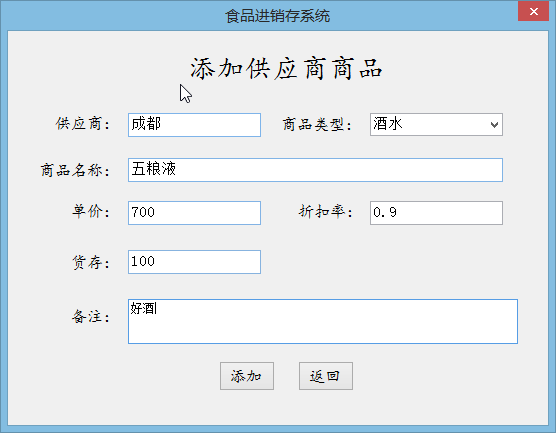 食品进销存系统
添加供应商商品
供应商： 成都 商品类型： 酒水
商品名称： 五粮液
单价： 700 折扣率： 0.9
货存： 100
备注： 好酒
添加 返回